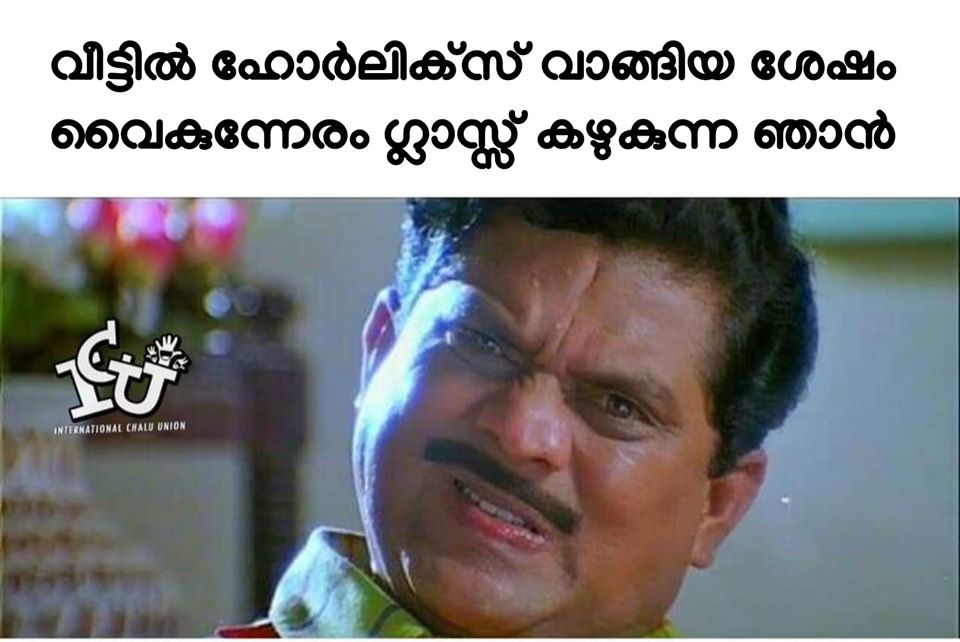 വീട്ടിൽ ഹോർലിക്സ് വാങ്ങിയ ശേഷം
വൈകുന്നേരം ഗ്ലാസ്സ് കഴുകുന്ന ഞാൻ
ICU
INTERNATIONAL CHALU UNION